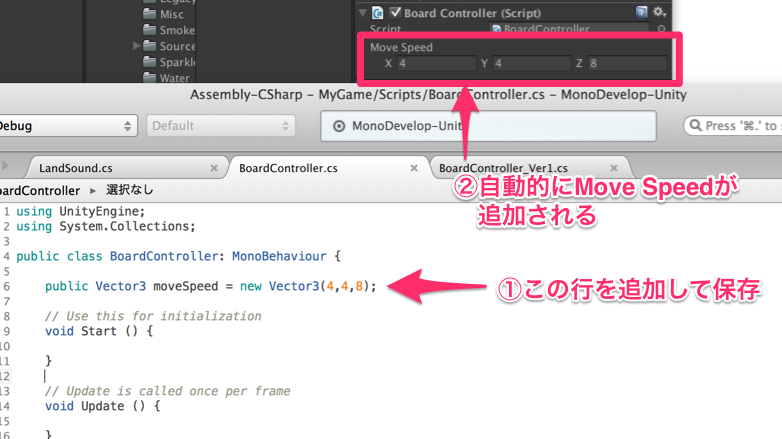 Misc
Smoke
Source
Sparkle
Water
Board Controller (Script)
Script BoardController
Move Speed
X 4 Y 4 Z 8
Assembly-CSharp - MyGame/Scripts/BoardController.cs - MonoDevelop-Unity
Debug
Default
MonoDevelop-Unit
Press '⌘.' to s
LandSound.cs
BoardController.cs
BoardController_Ver1.cs
oardController ▸ 選択なし
②自動的にMove Speedが
追加される
1 using UnityEngine;
2 using System.Collections;
3
4 public class BoardController: MonoBehaviour {
5
6 public Vector3 moveSpeed = new Vector3(4,4,8);
①この行を追加して保存
7
8 // Use this for initialization
9 void Start () {
10
11 }
12
13 // Update is called once per frame
14 void Update () {
15
16 }